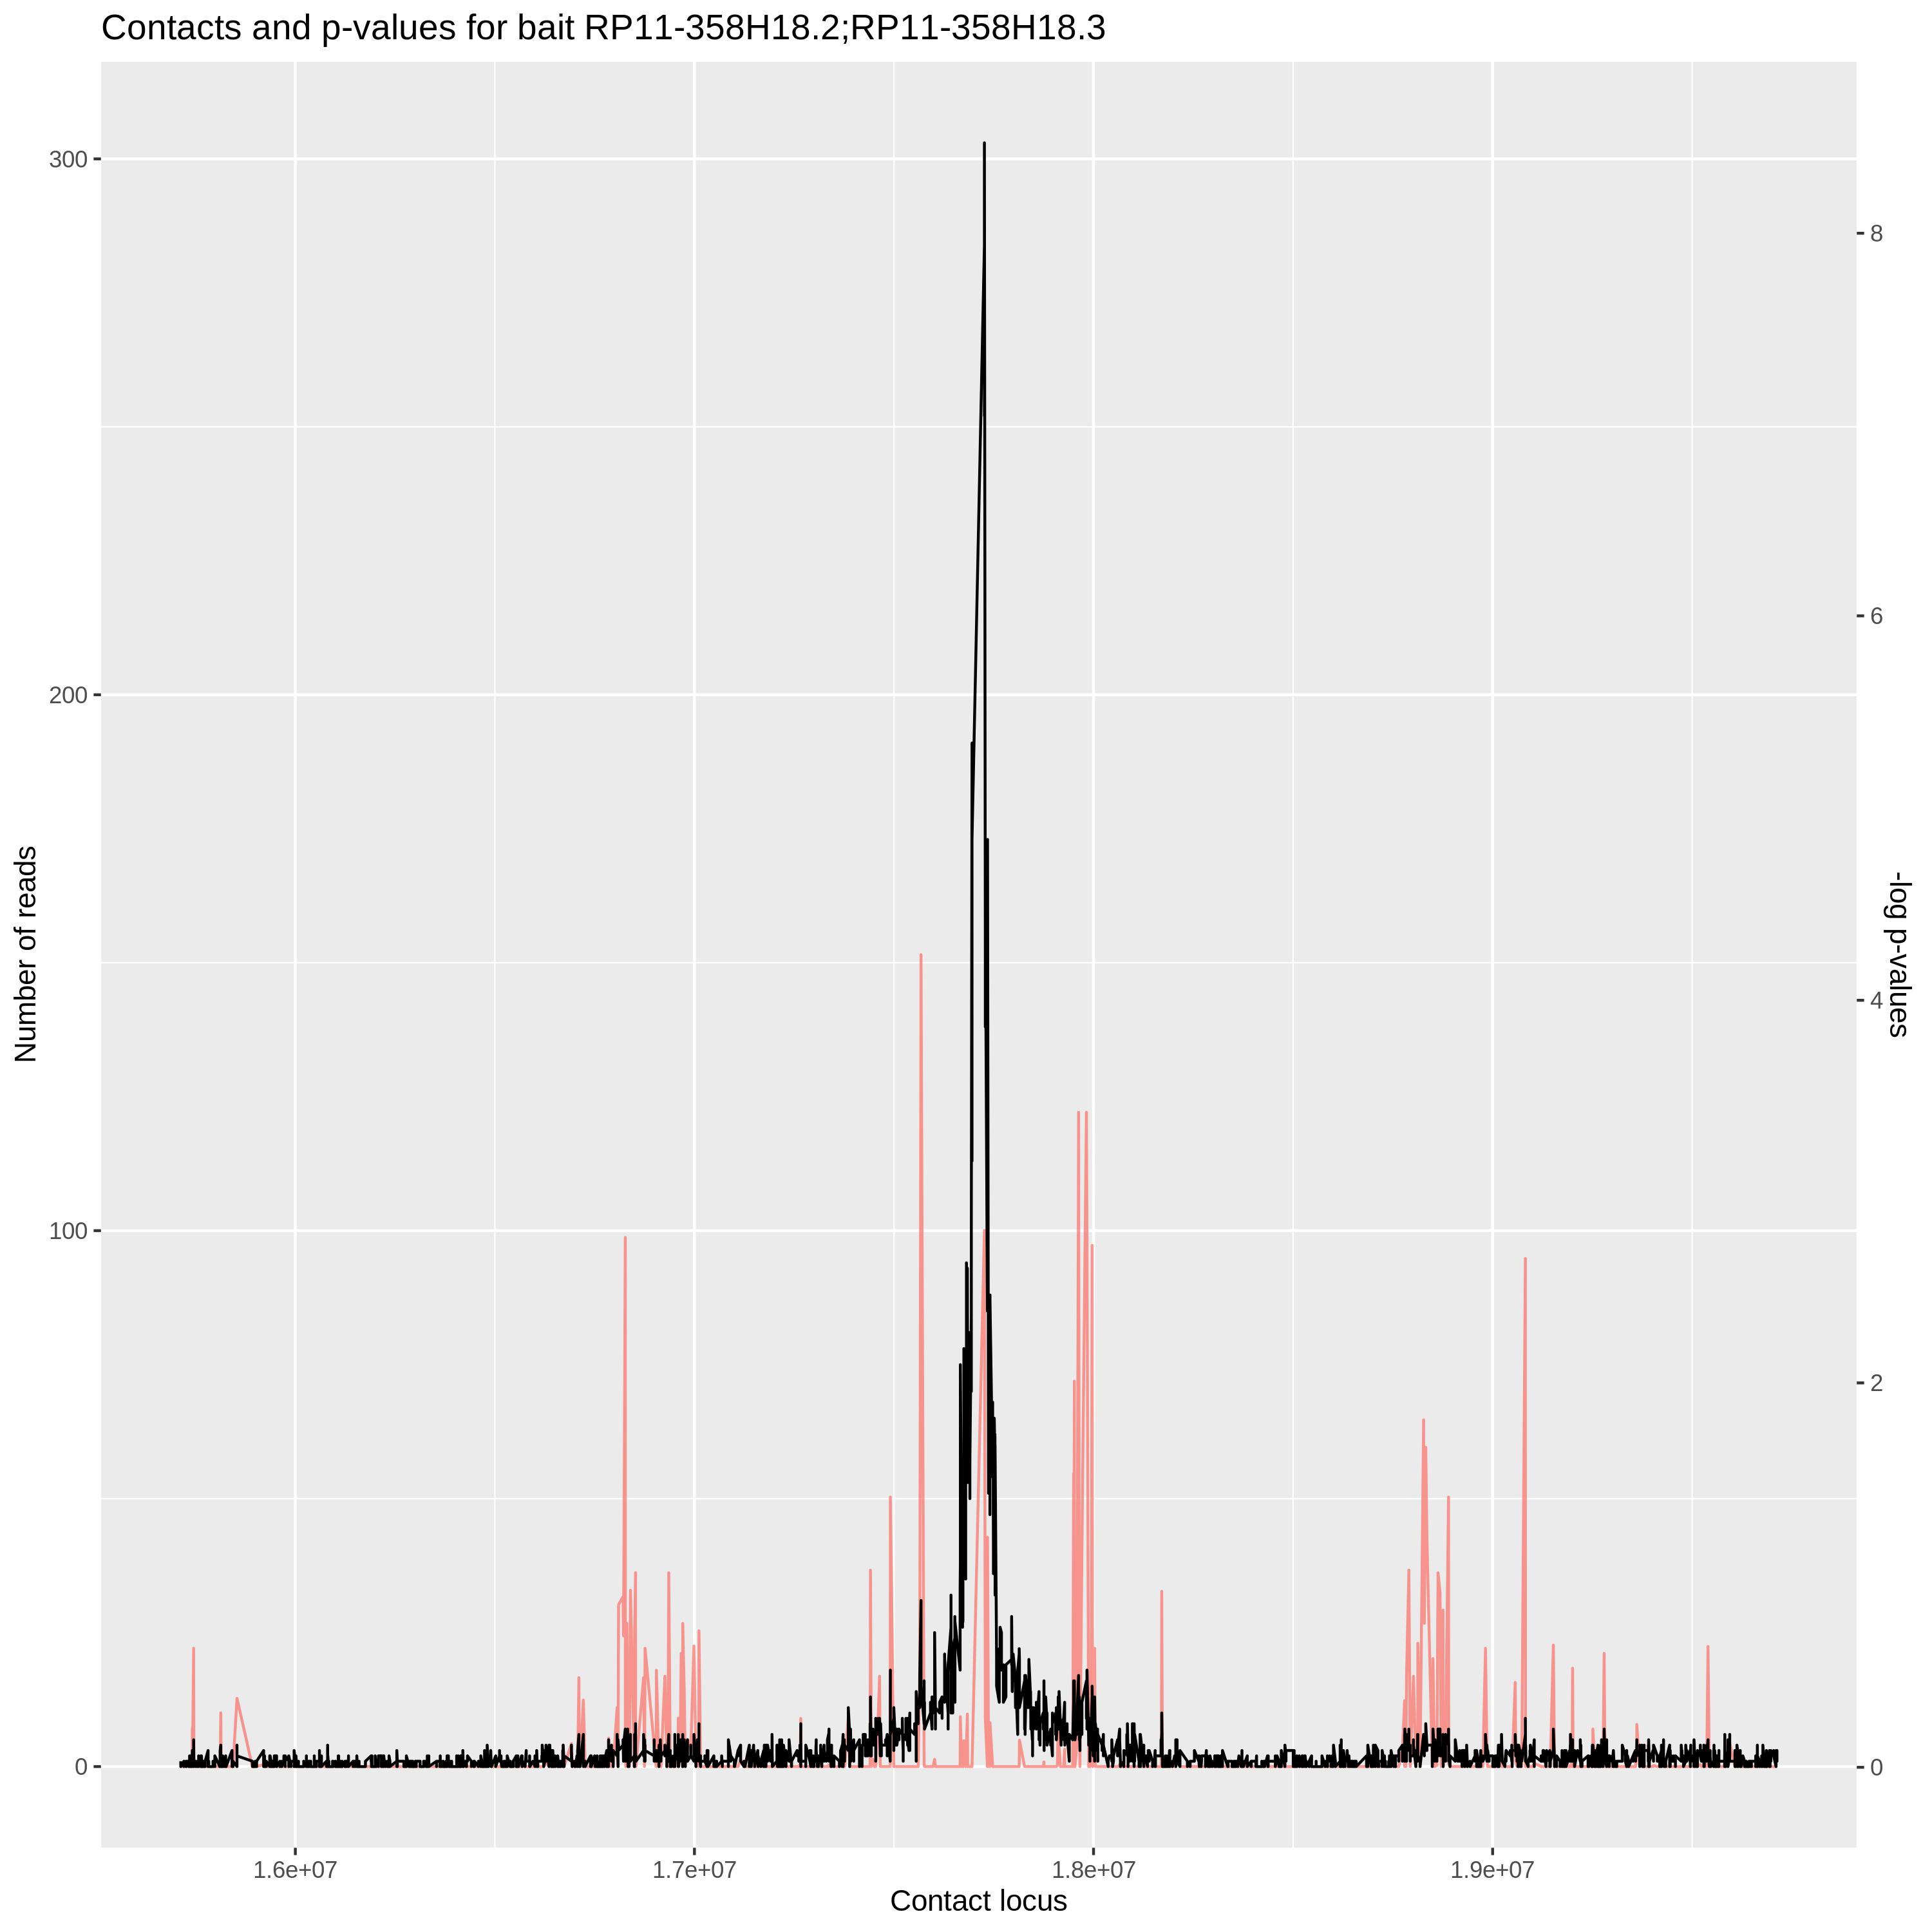 Contacts and p-values for bait RP11-358H18.2;RP11-358H18.3
300
200
100
0
Number of reads
8
6
4
2
0
-log p-values
1.6e+07
1.7e+07
1.8e+07
1.9e+07
Contact locus